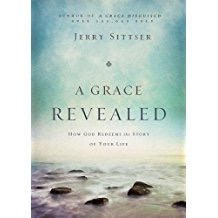 AUTHOR OF A GRACE DISGUISED
JERRY SITTSER
A GRACE
REVEALED
HOW GOD REDEEMS THE STORY
OF YOUR LIFE